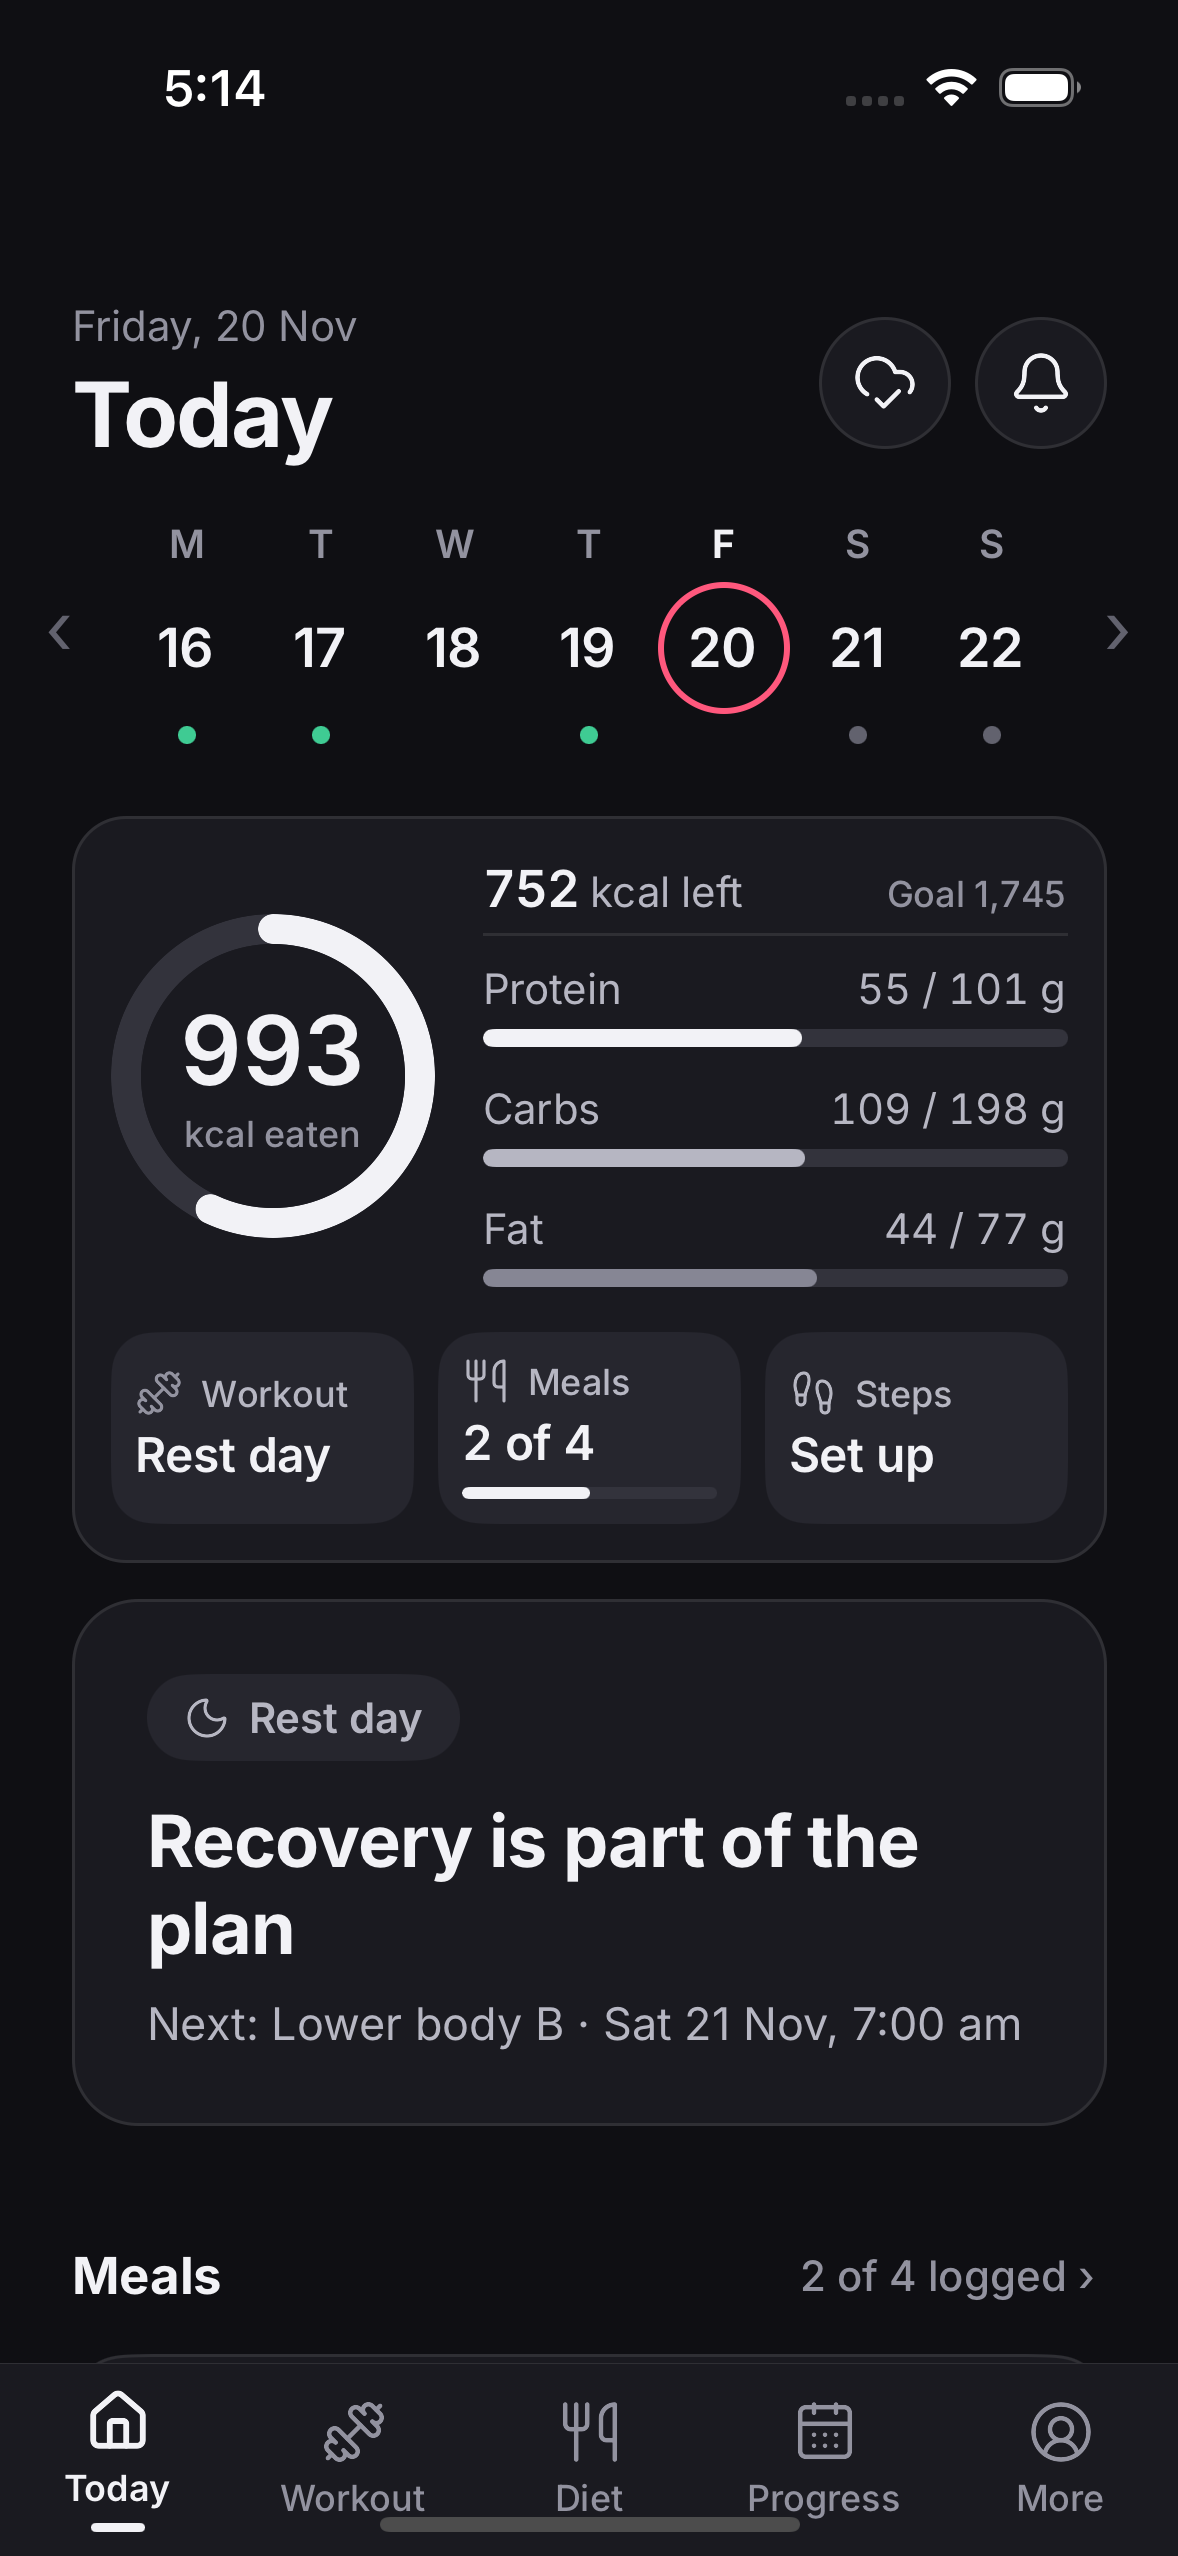 5:14
Friday, 20 Nov
Today
M T W T F S S
‹ 16 17 18 19 20 21 22 ›
752 kcal left Goal 1,745
993
kcal eaten
Protein 55 / 101 g
Carbs 109 / 198 g
Fat 44 / 77 g
Workout
Rest day
Meals
2 of 4
Steps
Set up
Rest day
Recovery is part of the
plan
Next: Lower body B · Sat 21 Nov, 7:00 am
Meals 2 of 4 logged ›
Today Workout Diet Progress More